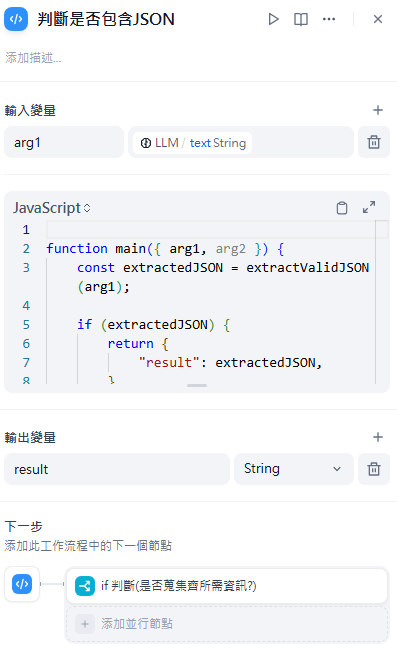 判斷是否包含JSON
添加描述...
輸入變量
arg1
LLM / text String
JavaScript
1
2 function main({ arg1, arg2 }) {
3 const extractedJSON = extractValidJSON
(arg1);
4
5 if (extractedJSON) {
6 return {
7 "result": extractedJSON,
8 }
輸出變量
result String
下一步
添加此工作流程中的下一個節點
if 判斷(是否蒐集齊所需資訊?)
添加並行節點